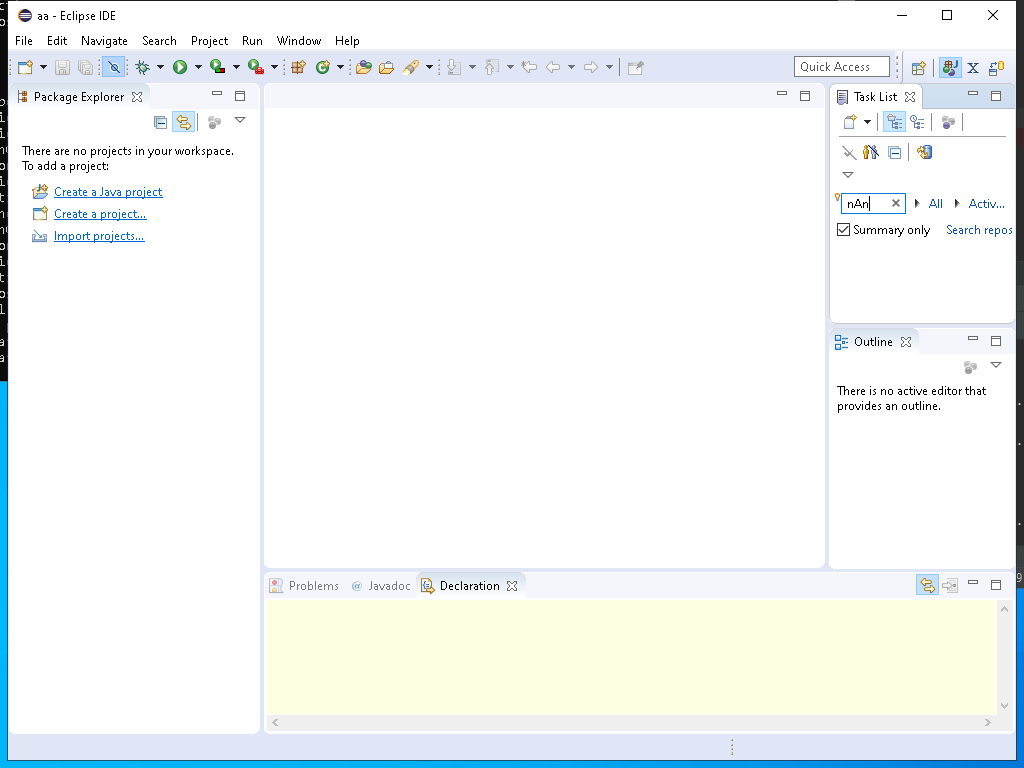 aa - Eclipse IDE
File Edit Navigate Search Project Run Window Help
Quick Access
Package Explorer
There are no projects in your workspace.
To add a project:
Create a Java project
Create a project...
Import projects...
Task List
nAn
All
Activ...
Summary only
Search repos
Outline
There is no active editor that
provides an outline.
Problems
@ Javadoc
Declaration